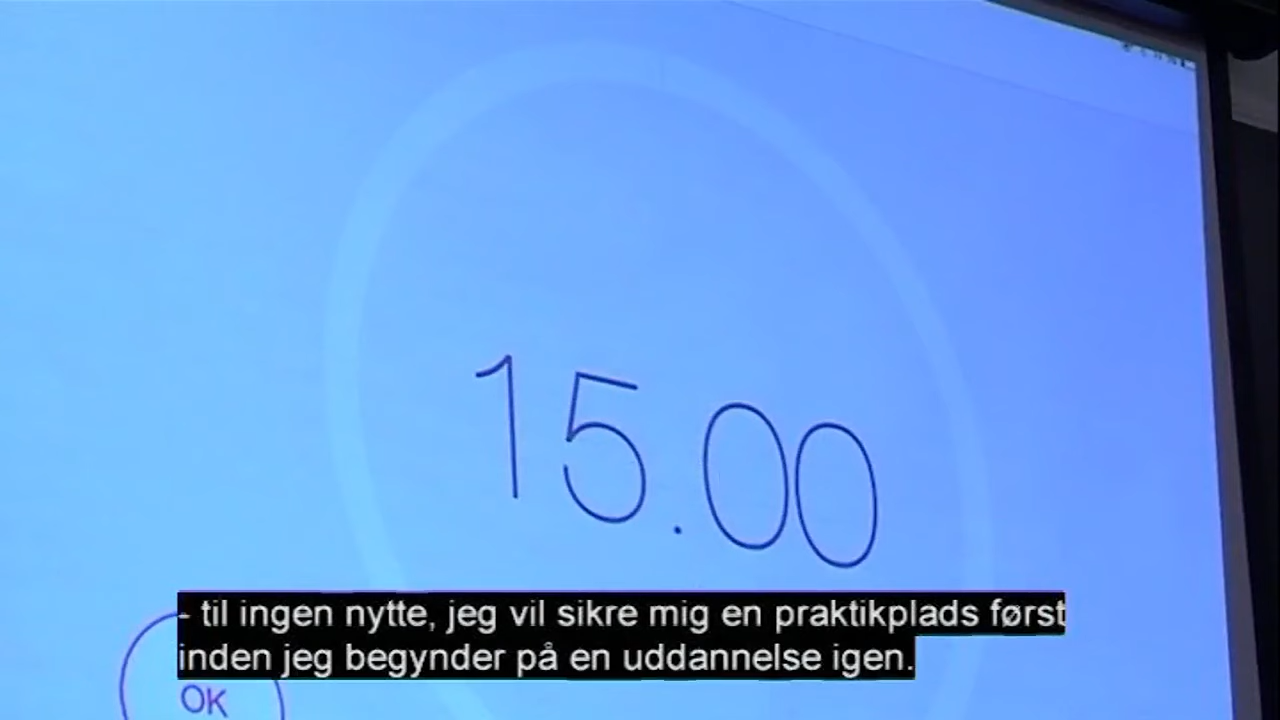 15.00
- til ingen nytte, jeg vil sikre mig en praktikplads først
inden jeg begynder på en uddannelse igen.
OK